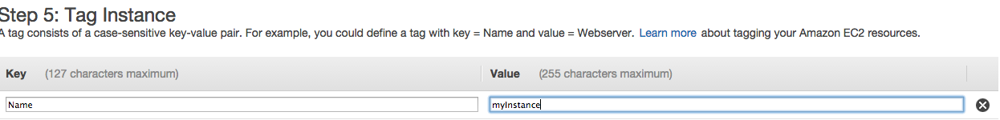 Step 5: Tag Instance
A tag consists of a case-sensitive key-value pair. For example, you could define a tag with key = Name and value = Webserver. Learn more about tagging your Amazon EC2 resources.
Key (127 characters maximum) Value (255 characters maximum)
Name myInstance